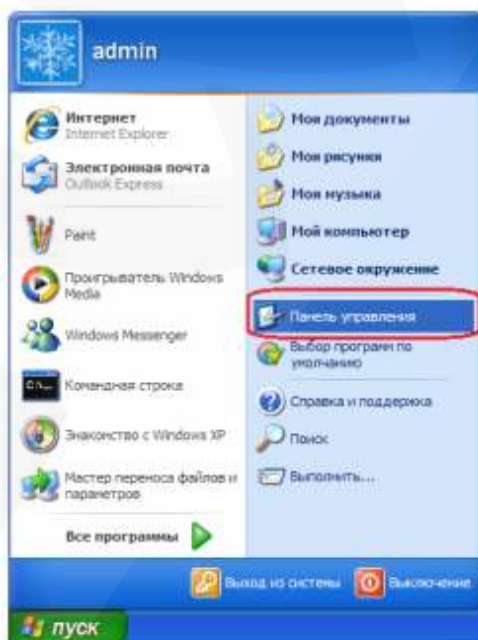 admin
Интернет
Internet Explorer
Электронная почта
Outlook Express
Paint
Проигрыватель Windows
Media
Windows Messenger
Командная строка
Знакомство с Windows XP
Мастер переноса файлов и
параметров
Все программы
Мои документы
Мои рисунки
Моя музыка
Мой компьютер
Сетевое окружение
Панель управления
Выбор программ по
умолчанию
Справка и поддержка
Поиск
Выполнить...
Выход из системы
Выключение
пуск